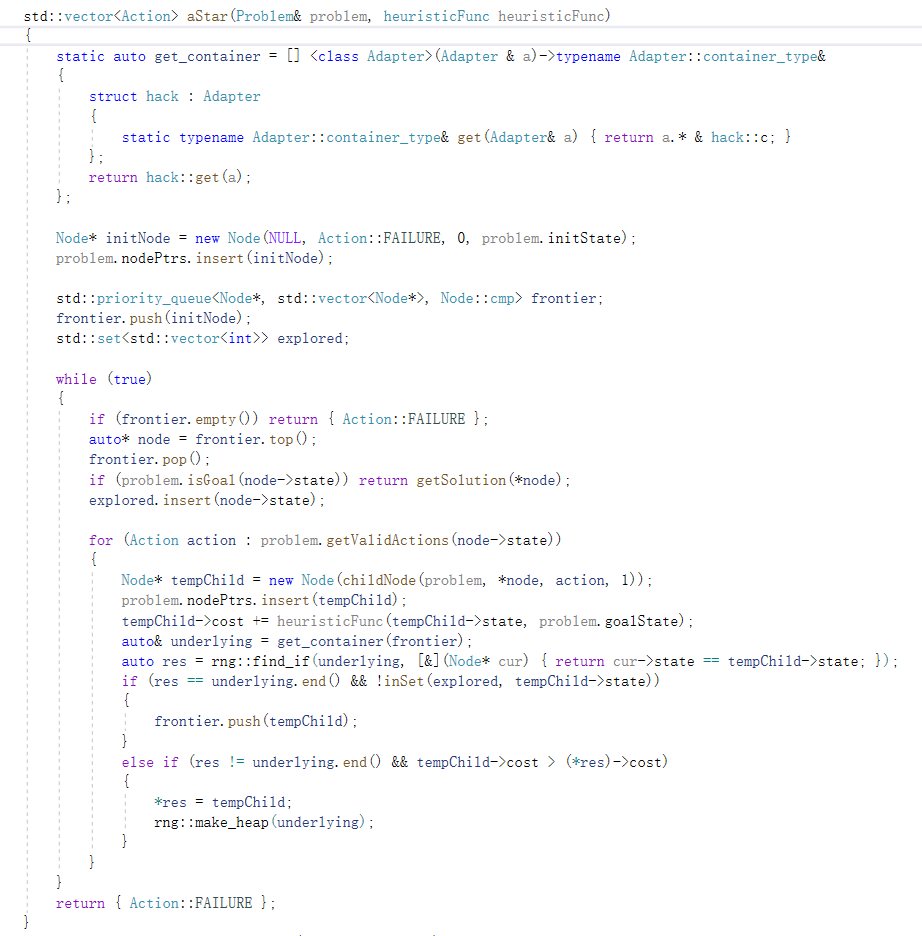 std::vector<Action> aStar(Problem& problem, heuristicFunc heuristicFunc)
{
static auto get_container = [] <class Adapter>(Adapter & a)->typename Adapter::container_type&
{
struct hack : Adapter
{
static typename Adapter::container_type& get(Adapter& a) { return a.* & hack::c; }
};
return hack::get(a);
};
Node* initNode = new Node(NULL, Action::FAILURE, 0, problem.initState);
problem.nodePtrs.insert(initNode);
std::priority_queue<Node*, std::vector<Node*>, Node::cmp> frontier;
frontier.push(initNode);
std::set<std::vector<int>> explored;
while (true)
{
if (frontier.empty()) return { Action::FAILURE };
auto* node = frontier.top();
frontier.pop();
if (problem.isGoal(node->state)) return getSolution(*node);
explored.insert(node->state);
for (Action action : problem.getValidActions(node->state))
{
Node* tempChild = new Node(childNode(problem, *node, action, 1));
problem.nodePtrs.insert(tempChild);
tempChild->cost += heuristicFunc(tempChild->state, problem.goalState);
auto& underlying = get_container(frontier);
auto res = rng::find_if(underlying, [&](Node* cur) { return cur->state == tempChild->state; });
if (res == underlying.end() && !inSet(explored, tempChild->state))
{
frontier.push(tempChild);
}
else if (res != underlying.end() && tempChild->cost > (*res)->cost)
{
*res = tempChild;
rng::make_heap(underlying);
}
}
}
return { Action::FAILURE };
}